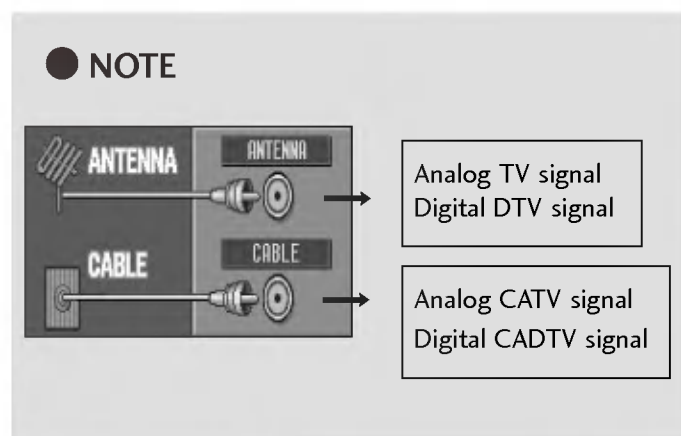 ● NOTE
ANTENNA
ANTENNA
Analog TV signal
Digital DTV signal
CABLE
CABLE
Analog CATV signal
Digital CADTV signal